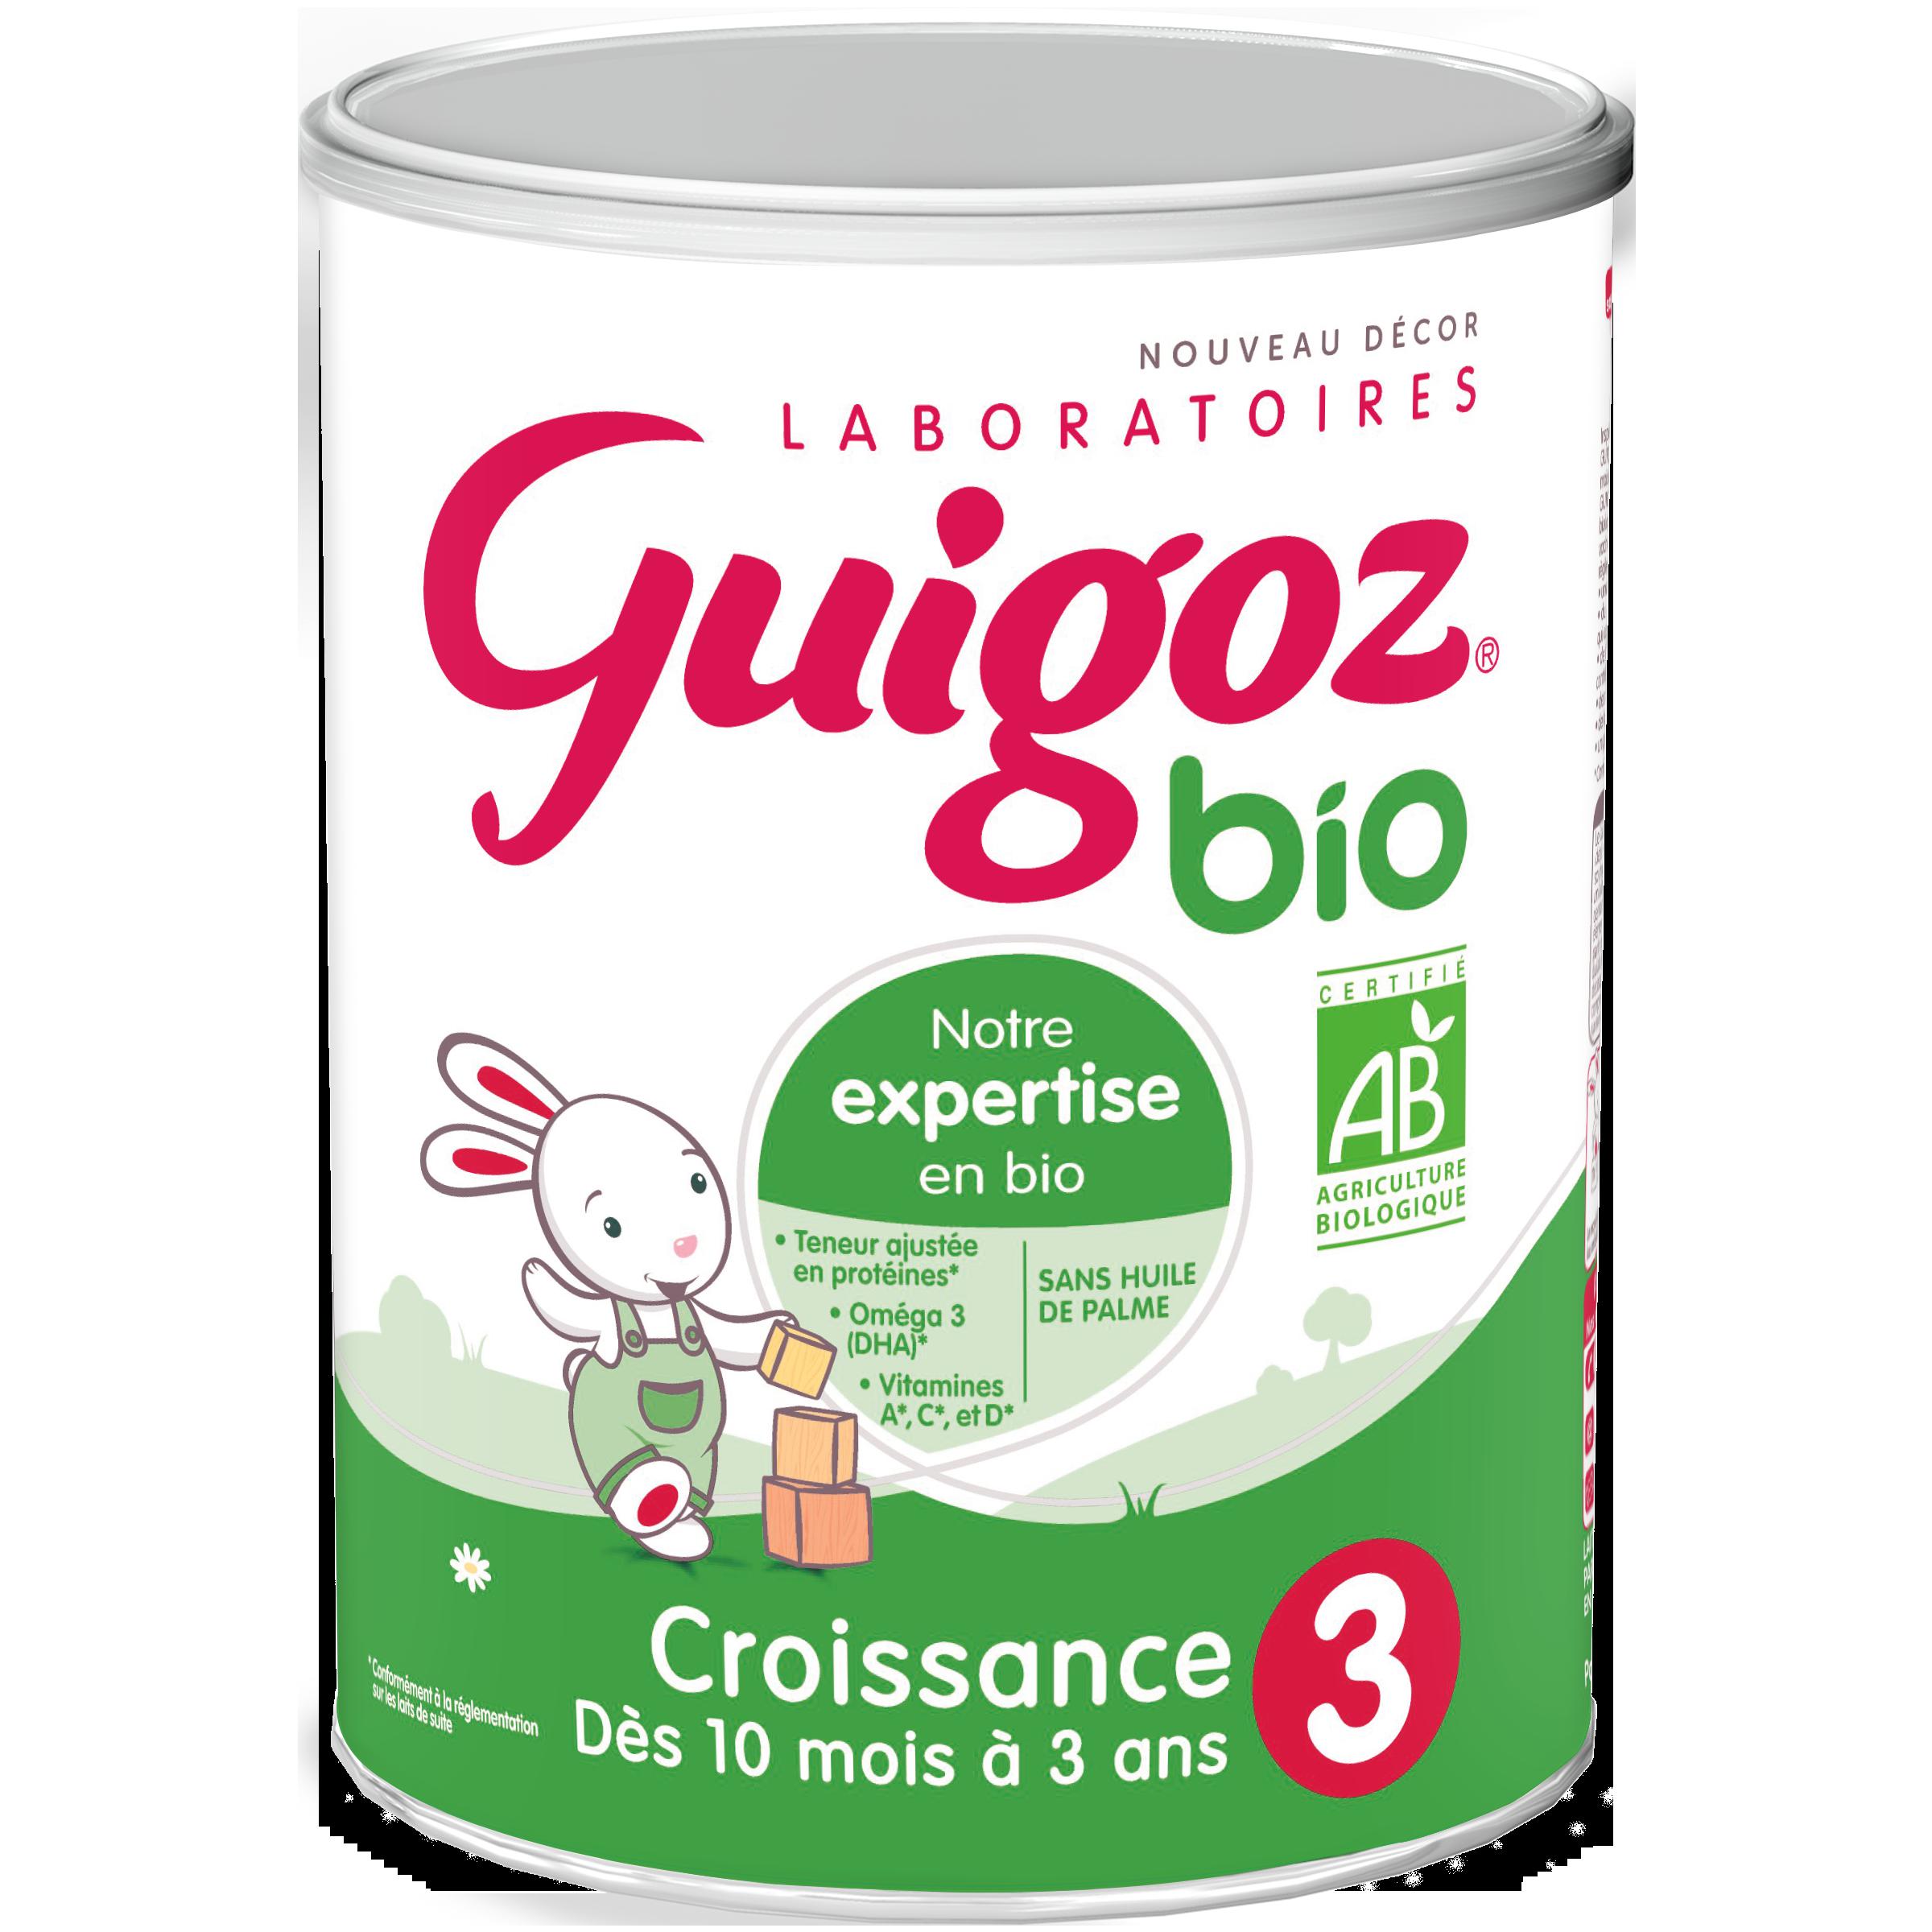 NOUVEAU DÉCOR
LABORATOIRES
Guigoz®
bio
CERTIFIÉ
AB
AGRICULTURE
BIOLOGIQUE
Notre
expertise
en bio
• Teneur ajustée
en protéines*
• Oméga 3
(DHA)*
• Vitamines
A*, C*, et D*
SANS HUILE
DE PALME
Croissance
Dès 10 mois à 3 ans
3
*Conformément à la réglementation
sur les laits de suite